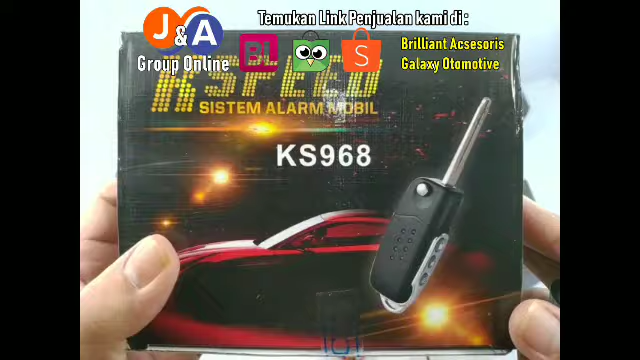 J&A
Group Online
Temukan Link Penjualan kami di :
BL
Brilliant Acsesoris
Galaxy Otomotive
KSPEED
SISTEM ALARM MOBIL
KS968